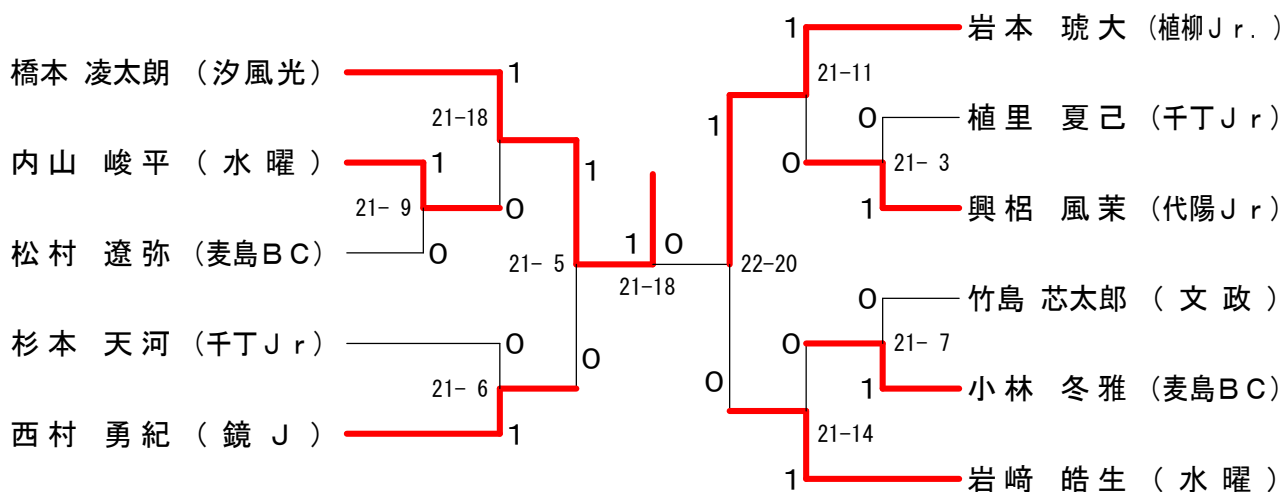 1 岩本 琥大 (植柳Jr.)
橋本 凌太朗 (汐風光) 1 21-11
21-18 1 0 植里 夏己 (千丁Jr)
内山 峻平 (水曜) 1 1 0 21- 3
21- 9 0 1 興梠 風茉 (代陽Jr)
松村 遼弥 (麦島BC) 0 21- 5 1 0 22-20
21-18 0 竹島 芯太郎 (文政)
杉本 天河 (千丁Jr) 0 0 0 21- 7
21- 6 0 1 小林 冬雅 (麦島BC)
西村 勇紀 (鏡J) 1 21-14
1 岩﨑 皓生 (水曜)